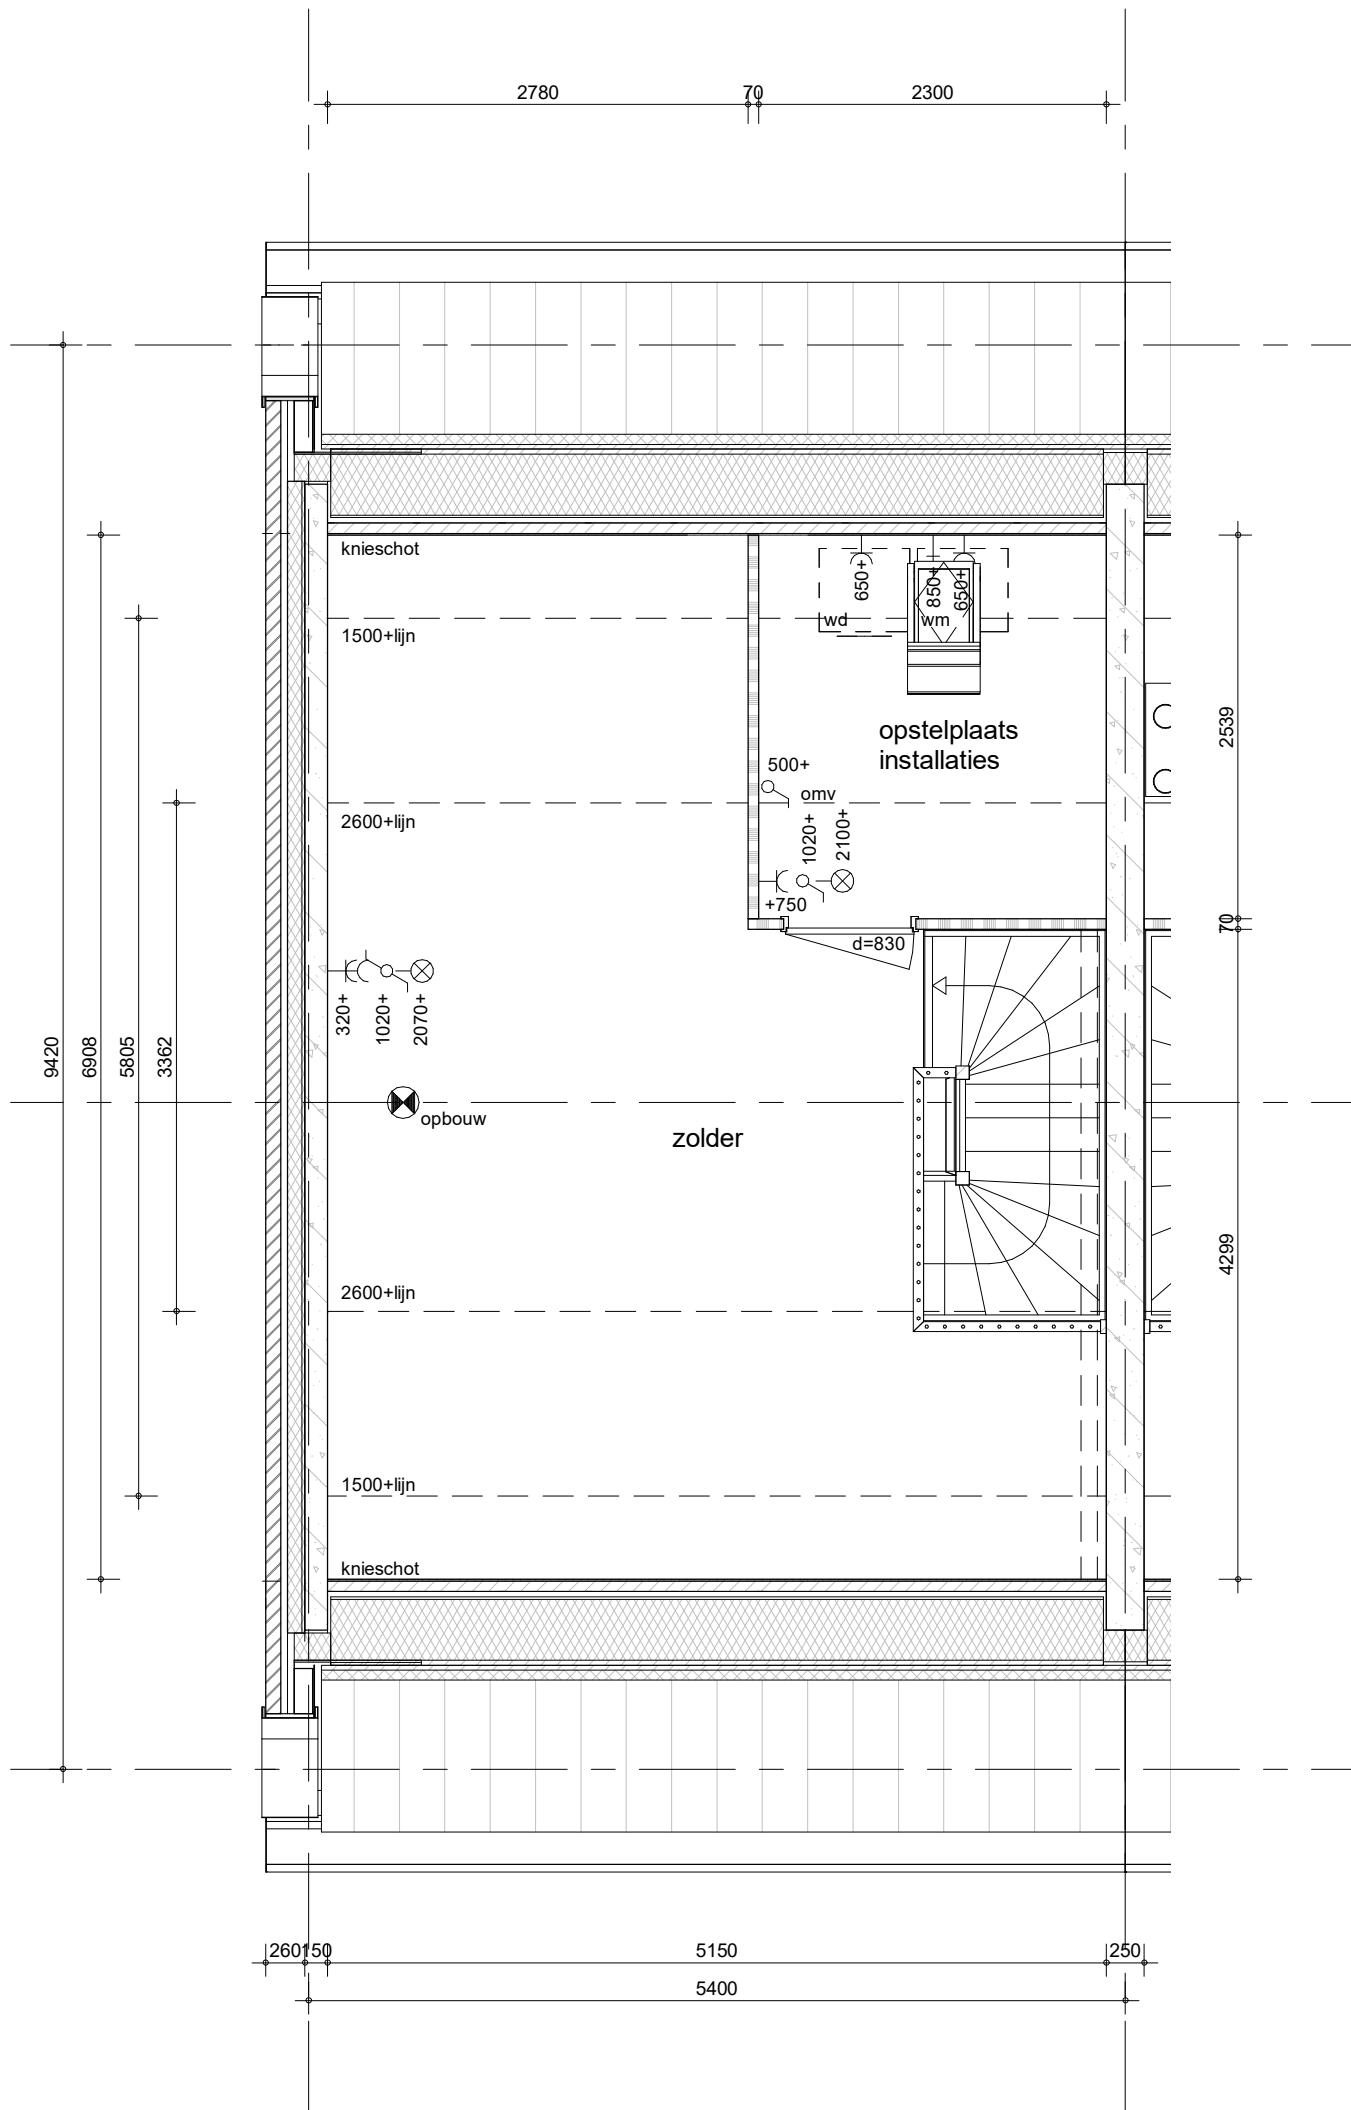 2780
70
2300
knieschot
650+
850+
650+
1500+lijn
wd
wm
opstelplaats
installaties
2539
500+
omv
2600+lijn
1020+
2100+
+750
70
d=830
320+
1020+
2070+
9420
6908
5805
3362
opbouw
zolder
4299
2600+lijn
1500+lijn
knieschot
260
150
5150
250
5400